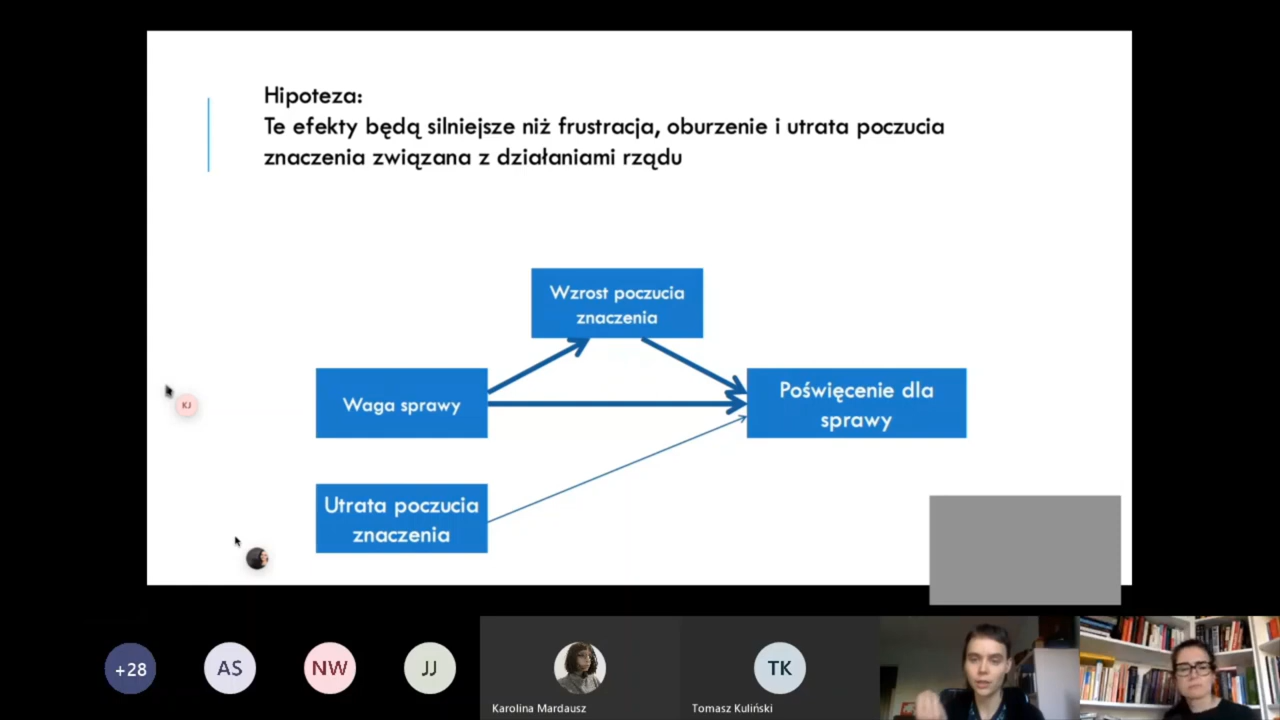 Hipoteza:
Te efekty będą silniejsze niż frustracja, oburzenie i utrata poczucia
znaczenia związana z działaniami rządu
Wzrost poczucia
znaczenia
Waga sprawy
Poświęcenie dla
sprawy
Utrata poczucia
znaczenia
KJ
+28
AS
NW
JJ
TK
Karolina Mardausz
Tomasz Kuliński